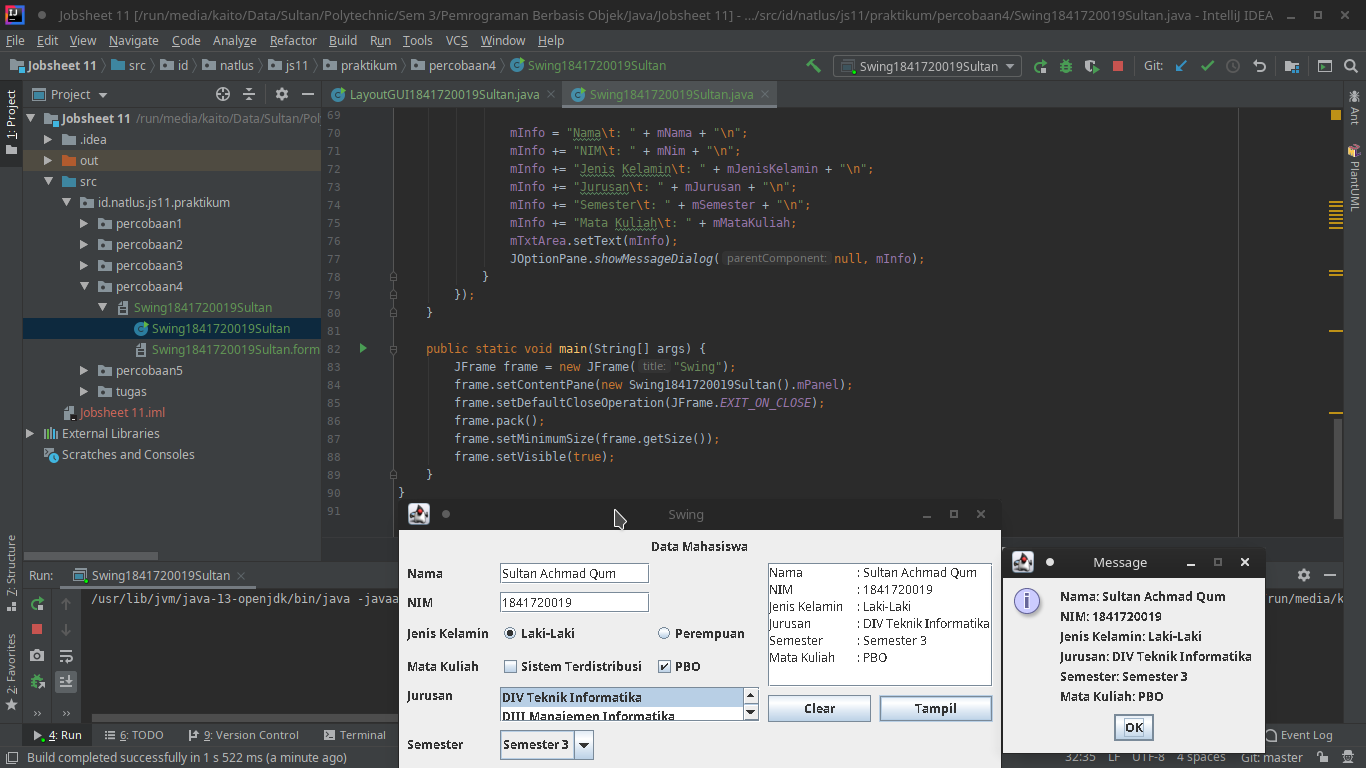 Jobsheet 11 [/run/media/kaito/Data/Sultan/Polytechnic/Sem 3/Pemrograman Berbasis Objek/Java/Jobsheet 11] - .../src/id/natlus/js11/praktikum/percobaan4/Swing1841720019Sultan.java - IntelliJ IDEA
File Edit View Navigate Code Analyze Refactor Build Run Tools VCS Window Help
Jobsheet 11 src id natlus js11 praktikum percobaan4 Swing1841720019Sultan Swing1841720019Sultan Git:
1: Project
Project
LayoutGUI1841720019Sultan.java
Swing1841720019Sultan.java
Ant
PlantUML
Jobsheet 11 /run/media/kaito/Data/Sultan/Pol
.idea
out
src
id.natlus.js11.praktikum
percobaan1
percobaan2
percobaan3
percobaan4
Swing1841720019Sultan
Swing1841720019Sultan
Swing1841720019Sultan.form
percobaan5
tugas
Jobsheet 11.iml
External Libraries
Scratches and Consoles
69
70 mInfo = "Nama\t: " + mNama + "\n";
71 mInfo += "NIM\t: " + mNim + "\n";
72 mInfo += "Jenis Kelamin\t: " + mJenisKelamin + "\n";
73 mInfo += "Jurusan\t: " + mJurusan + "\n";
74 mInfo += "Semester\t: " + mSemester + "\n";
75 mInfo += "Mata Kuliah\t: " + mMataKuliah;
76 mTxtArea.setText(mInfo);
77 JOptionPane.showMessageDialog( parentComponent: null, mInfo);
78 }
79 });
80 }
81
82 public static void main(String[] args) {
83 JFrame frame = new JFrame( title: "Swing");
84 frame.setContentPane(new Swing1841720019Sultan().mPanel);
85 frame.setDefaultCloseOperation(JFrame.EXIT_ON_CLOSE);
86 frame.pack();
87 frame.setMinimumSize(frame.getSize());
88 frame.setVisible(true);
89 }
90 }
91
Swing
Data Mahasiswa
Nama Sultan Achmad Qum
NIM 1841720019
Jenis Kelamin Laki-Laki Perempuan
Mata Kuliah Sistem Terdistribusi PBO
Jurusan DIV Teknik Informatika
DIII Manajemen Informatika
Semester Semester 3
Nama : Sultan Achmad Qum
NIM : 1841720019
Jenis Kelamin : Laki-Laki
Jurusan : DIV Teknik Informatika
Semester : Semester 3
Mata Kuliah : PBO
Clear Tampil
Message
Nama: Sultan Achmad Qum
NIM: 1841720019
Jenis Kelamin: Laki-Laki
Jurusan: DIV Teknik Informatika
Semester: Semester 3
Mata Kuliah: PBO
OK
Z: Structure
2: Favorites
Run: Swing1841720019Sultan
/usr/lib/jvm/java-13-openjdk/bin/java -javaa
run/media/k
4: Run 6: TODO 9: Version Control Terminal Event Log
Build completed successfully in 1 s 522 ms (a minute ago) 32:35 LF UTF-8 4 spaces Git: master